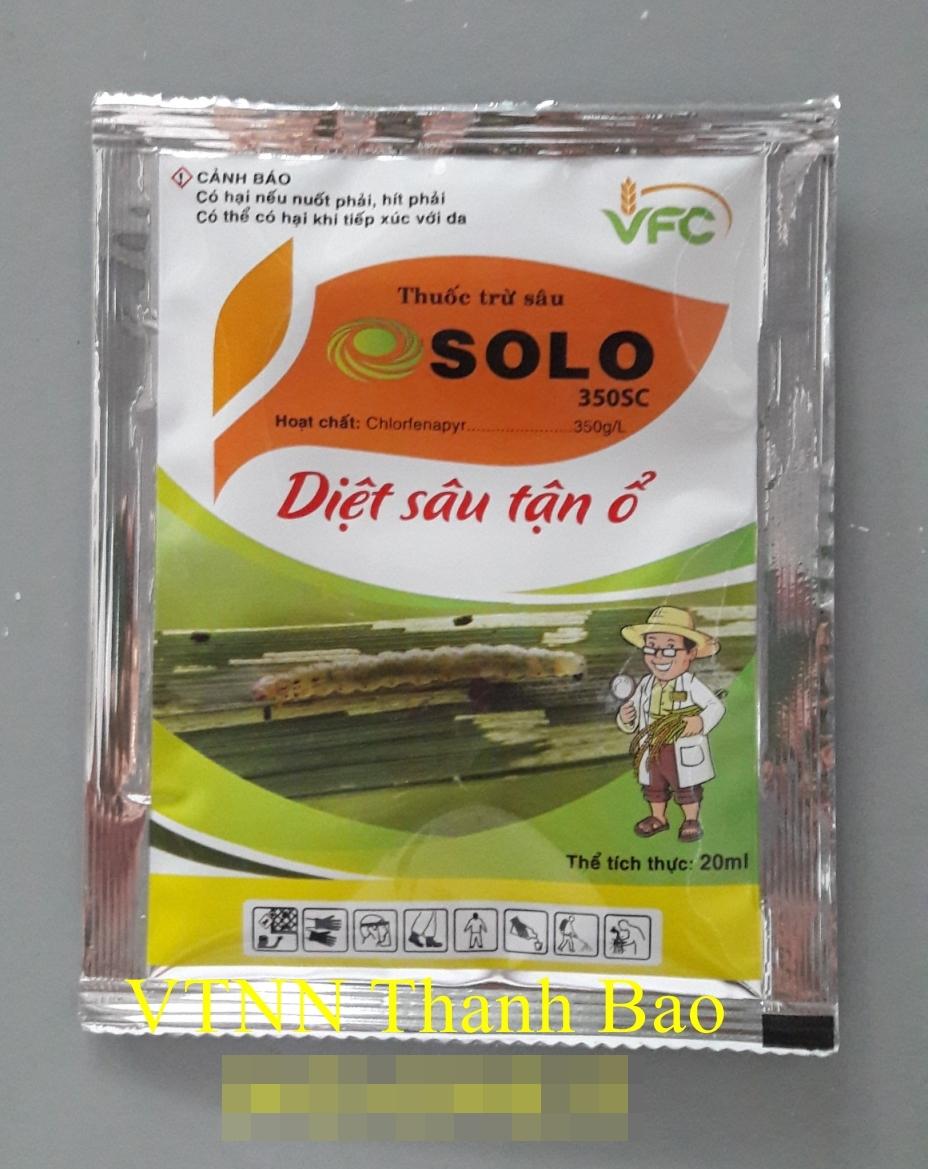 CẢNH BÁO
Có hại nếu nuốt phải, hít phải
Có thể có hại khi tiếp xúc với da
VFC
Thuốc trừ sâu
SOLO
350SC
Hoạt chất: Chlorfenapyr......................350g/L
Diệt sâu tận ổ
Thể tích thực: 20ml
VTNN Thanh Bao